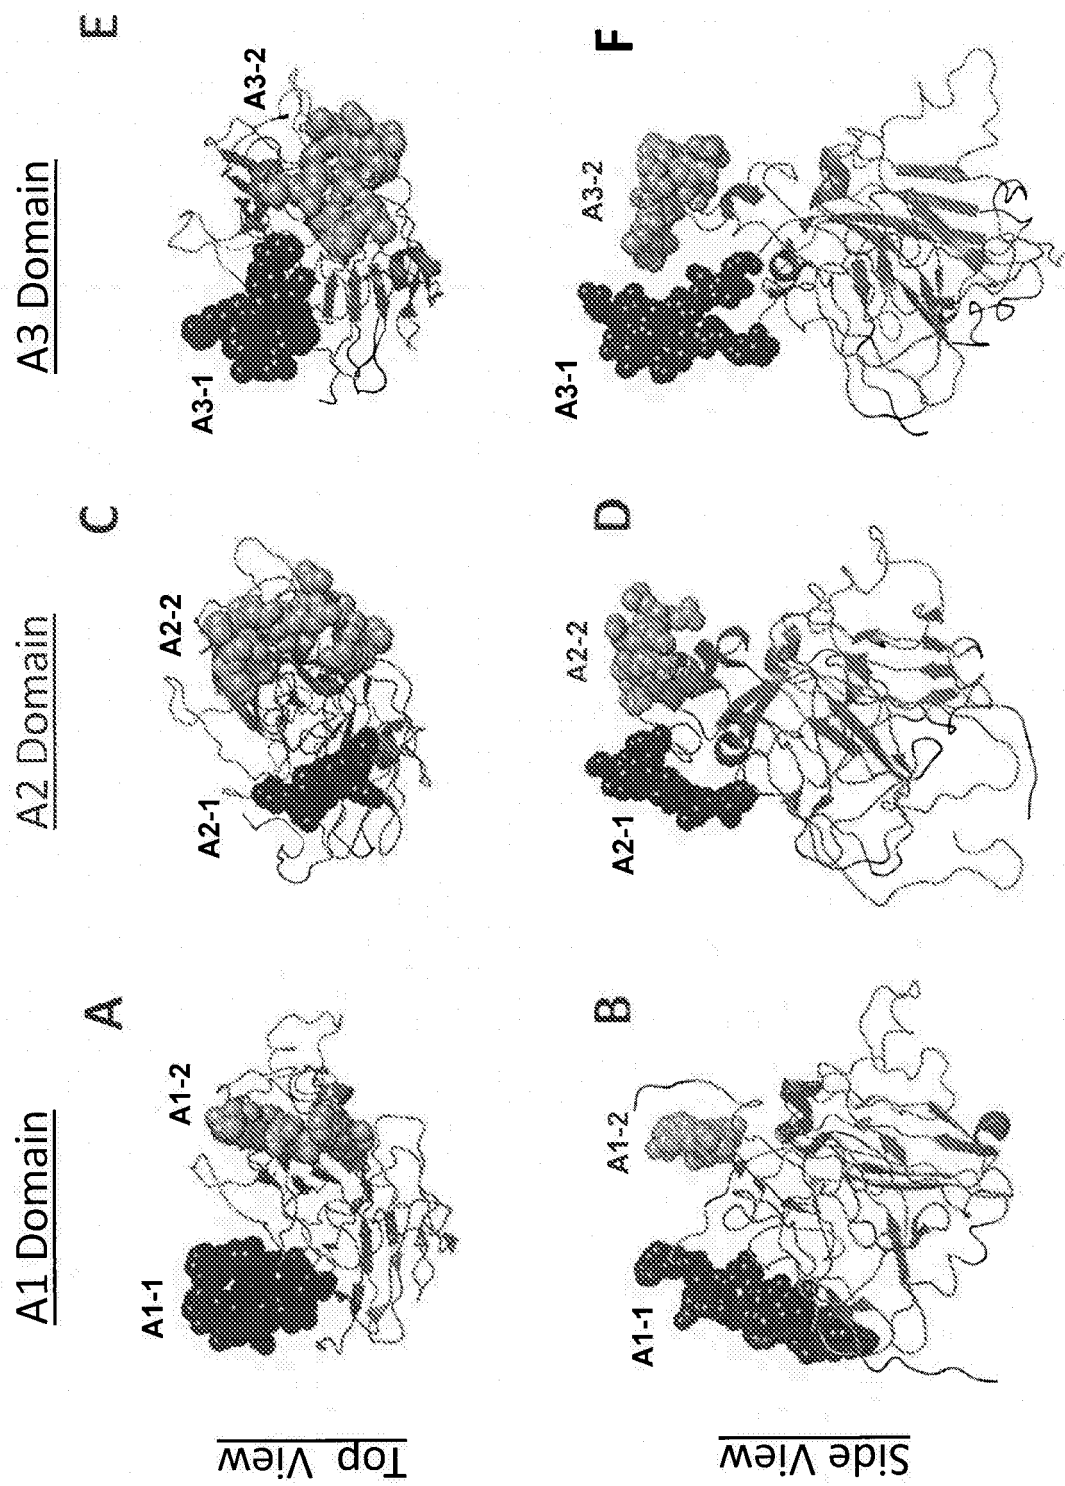 A1 Domain
A2 Domain
A3 Domain
A
C
E
Top View
A1-1
A1-2
A2-1
A2-2
A3-1
A3-2
B
D
F
Side View
A1-1
A1-2
A2-1
A2-2
A3-1
A3-2